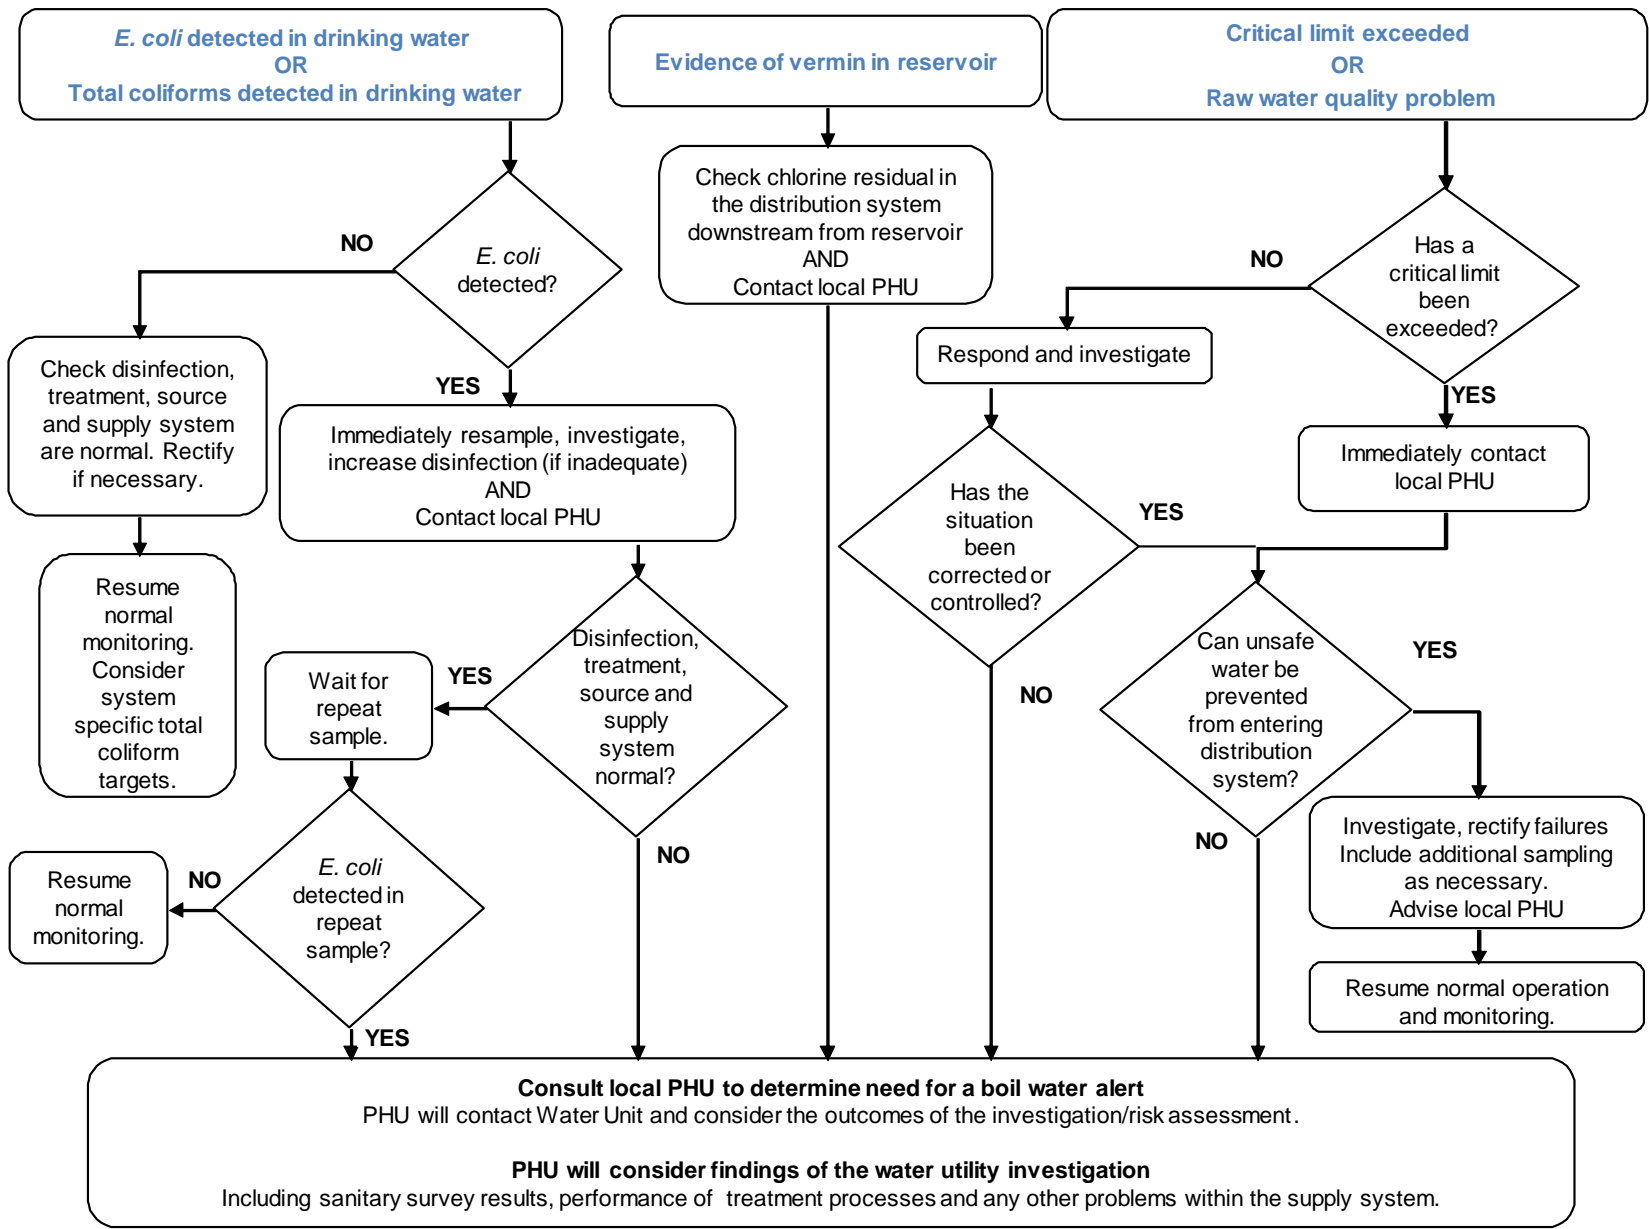 E. coli detected in drinking water
OR
Total coliforms detected in drinking water
Evidence of vermin in reservoir
Critical limit exceeded
OR
Raw water quality problem
E. coli
detected?
NO
YES
Check disinfection,
treatment, source
and supply system
are normal. Rectify
if necessary.
Resume
normal
monitoring.
Consider
system
specific total
coliform
targets.
Immediately resample, investigate,
increase disinfection (if inadequate)
AND
Contact local PHU
Disinfection,
treatment,
source and
supply
system
normal?
YES
NO
Wait for
repeat
sample.
E. coli
detected in
repeat
sample?
NO
YES
Resume
normal
monitoring.
Check chlorine residual in
the distribution system
downstream from reservoir
AND
Contact local PHU
Has a
critical limit
been
exceeded?
NO
YES
Respond and investigate
Immediately contact
local PHU
Has the
situation
been
corrected or
controlled?
YES
NO
Can unsafe
water be
prevented
from entering
distribution
system?
YES
NO
Investigate, rectify failures
Include additional sampling
as necessary.
Advise local PHU
Resume normal operation
and monitoring.
Consult local PHU to determine need for a boil water alert
PHU will contact Water Unit and consider the outcomes of the investigation/risk assessment.
PHU will consider findings of the water utility investigation
Including sanitary survey results, performance of treatment processes and any other problems within the supply system.